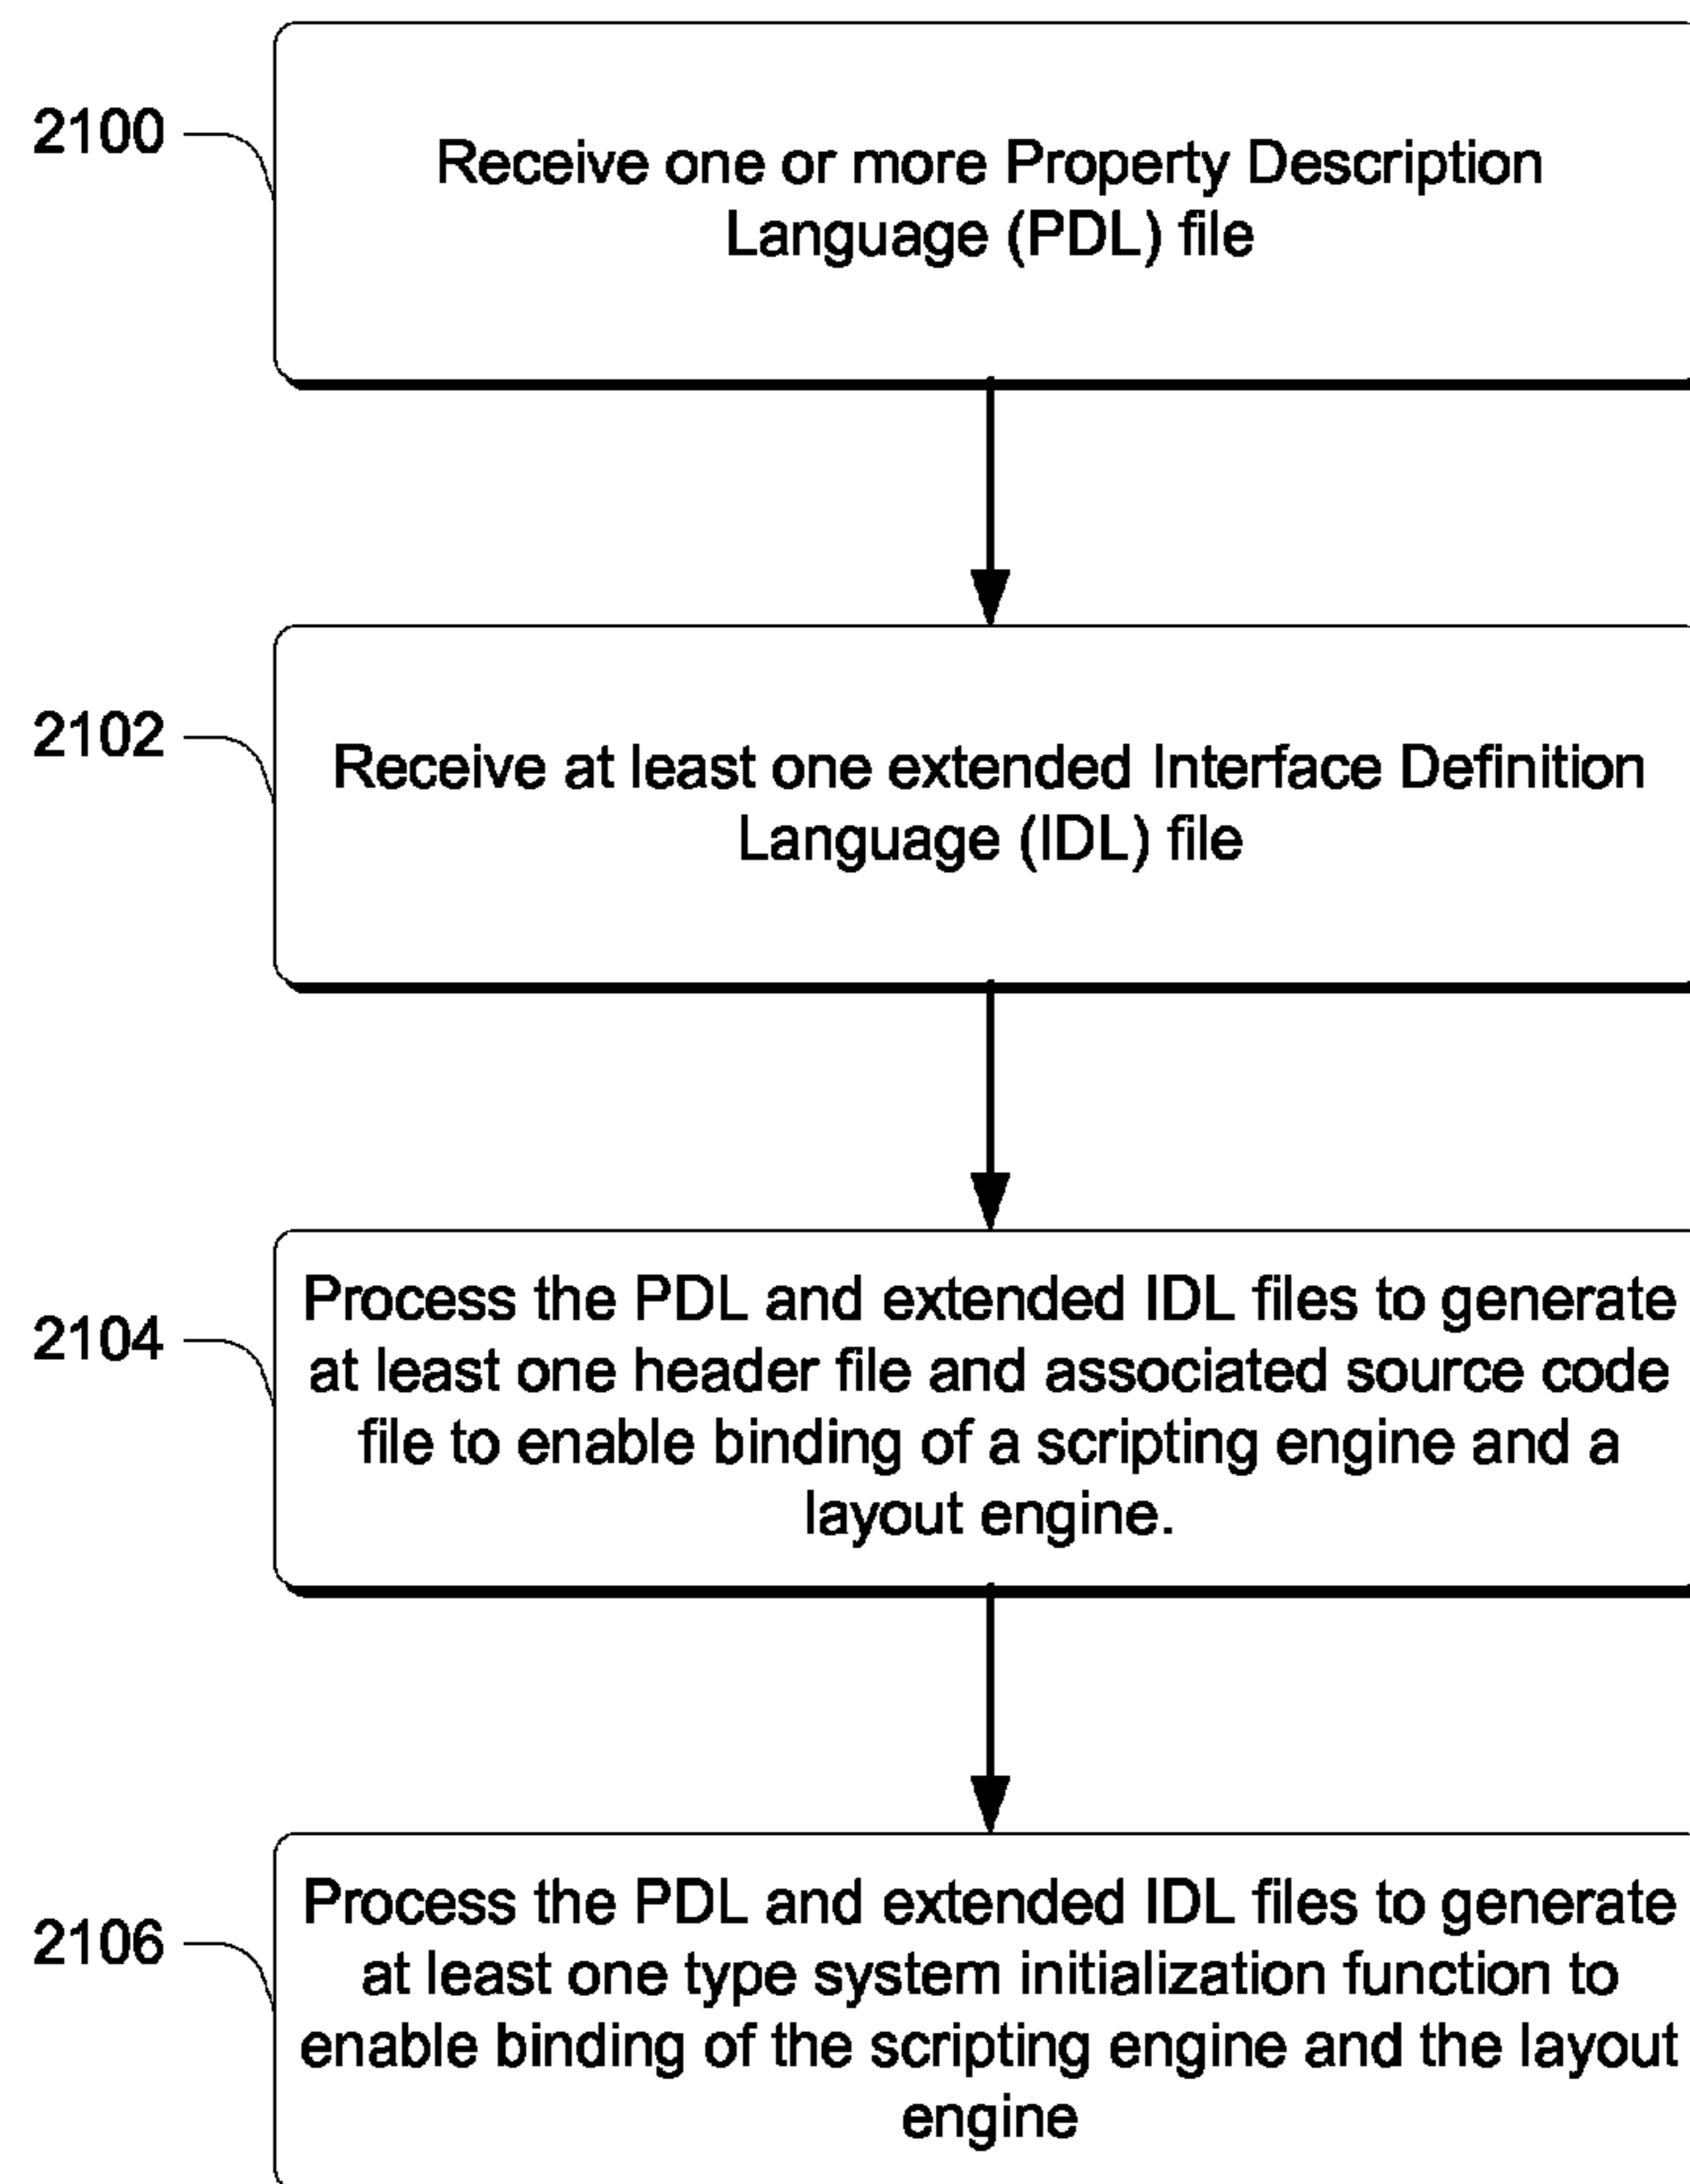 2100
Receive one or more Property Description
Language (PDL) file
2102
Receive at least one extended Interface Definition
Language (IDL) file
2104
Process the PDL and extended IDL files to generate
at least one header file and associated source code
file to enable binding of a scripting engine and a
layout engine.
2106
Process the PDL and extended IDL files to generate
at least one type system initialization function to
enable binding of the scripting engine and the layout
engine